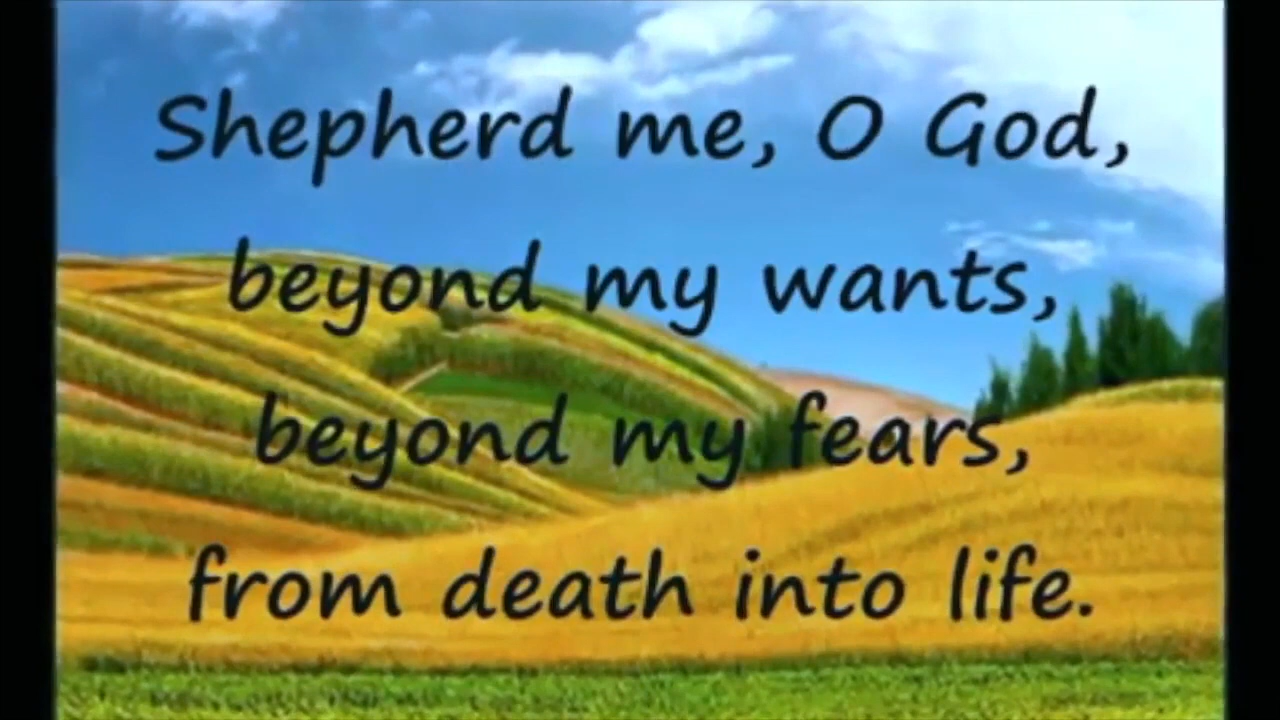 Shepherd me, O God,
beyond my wants,
beyond my fears,
from death into life.